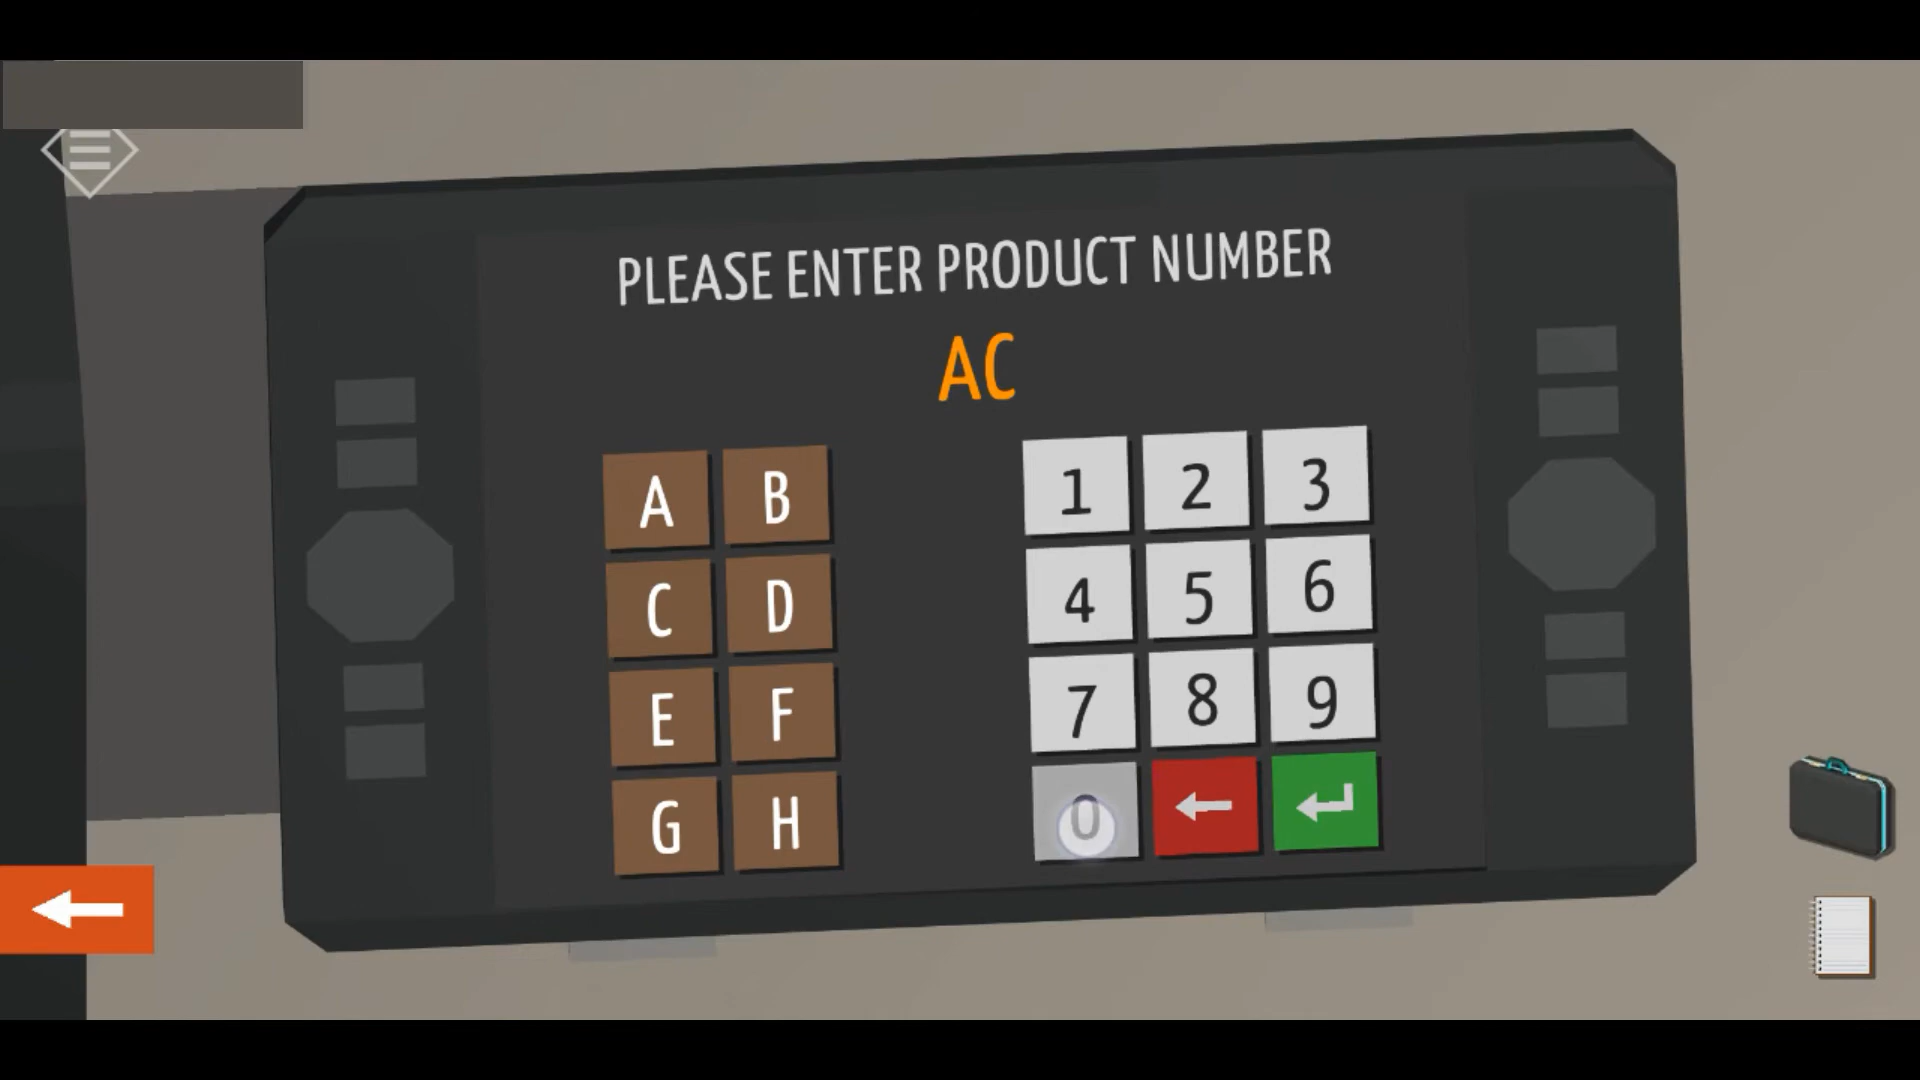 PLEASE ENTER PRODUCT NUMBER
AC
A B
C D
E F
G H
1 2 3
4 5 6
7 8 9
0